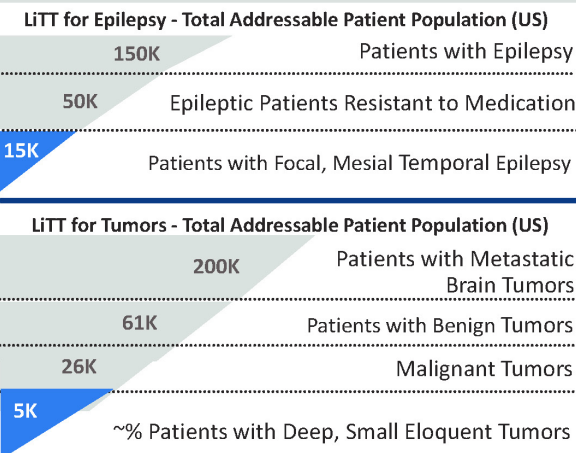 LiTT for Epilepsy - Total Addressable Patient Population (US)
150K Patients with Epilepsy
50K Epileptic Patients Resistant to Medication
15K Patients with Focal, Mesial Temporal Epilepsy
LiTT for Tumors - Total Addressable Patient Population (US)
200K Patients with Metastatic
Brain Tumors
61K Patients with Benign Tumors
26K Malignant Tumors
5K ~% Patients with Deep, Small Eloquent Tumors